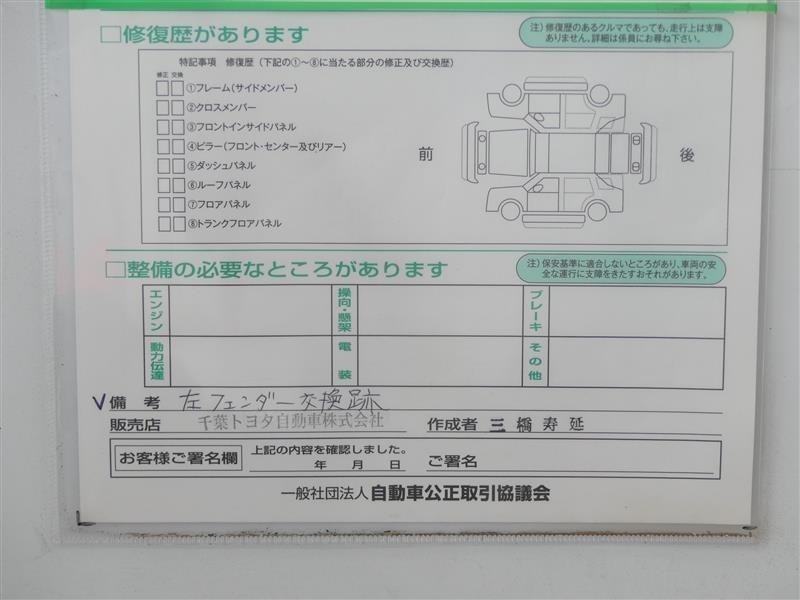 □修復歴があります
注）修復歴のあるクルマであっても、走行上は支障
ありません。詳細は係員にお尋ね下さい。
特記事項 修復歴（下記の①〜⑧に当たる部分の修正及び交換歴）
修正 交換
①フレーム（サイドメンバー）
②クロスメンバー
③フロントインサイドパネル
④ピラー（フロント・センター及びリアー）
⑤ダッシュパネル
⑥ルーフパネル
⑦フロアパネル
⑧トランクフロアパネル
前
後
□整備の必要なところがあります
注）保安基準に適合しないところがあり、車両の安
全な運行に支障をきたすおそれがあります。
エンジン
操向・懸架
ブレーキ
動力伝達
電装
その他
V備考 左フェンダー交換跡
販売店 千葉トヨタ自動車株式会社 作成者 三橋寿延
お客様ご署名欄
上記の内容を確認しました。
年 月 日 ご署名
一般社団法人 自動車公正取引協議会